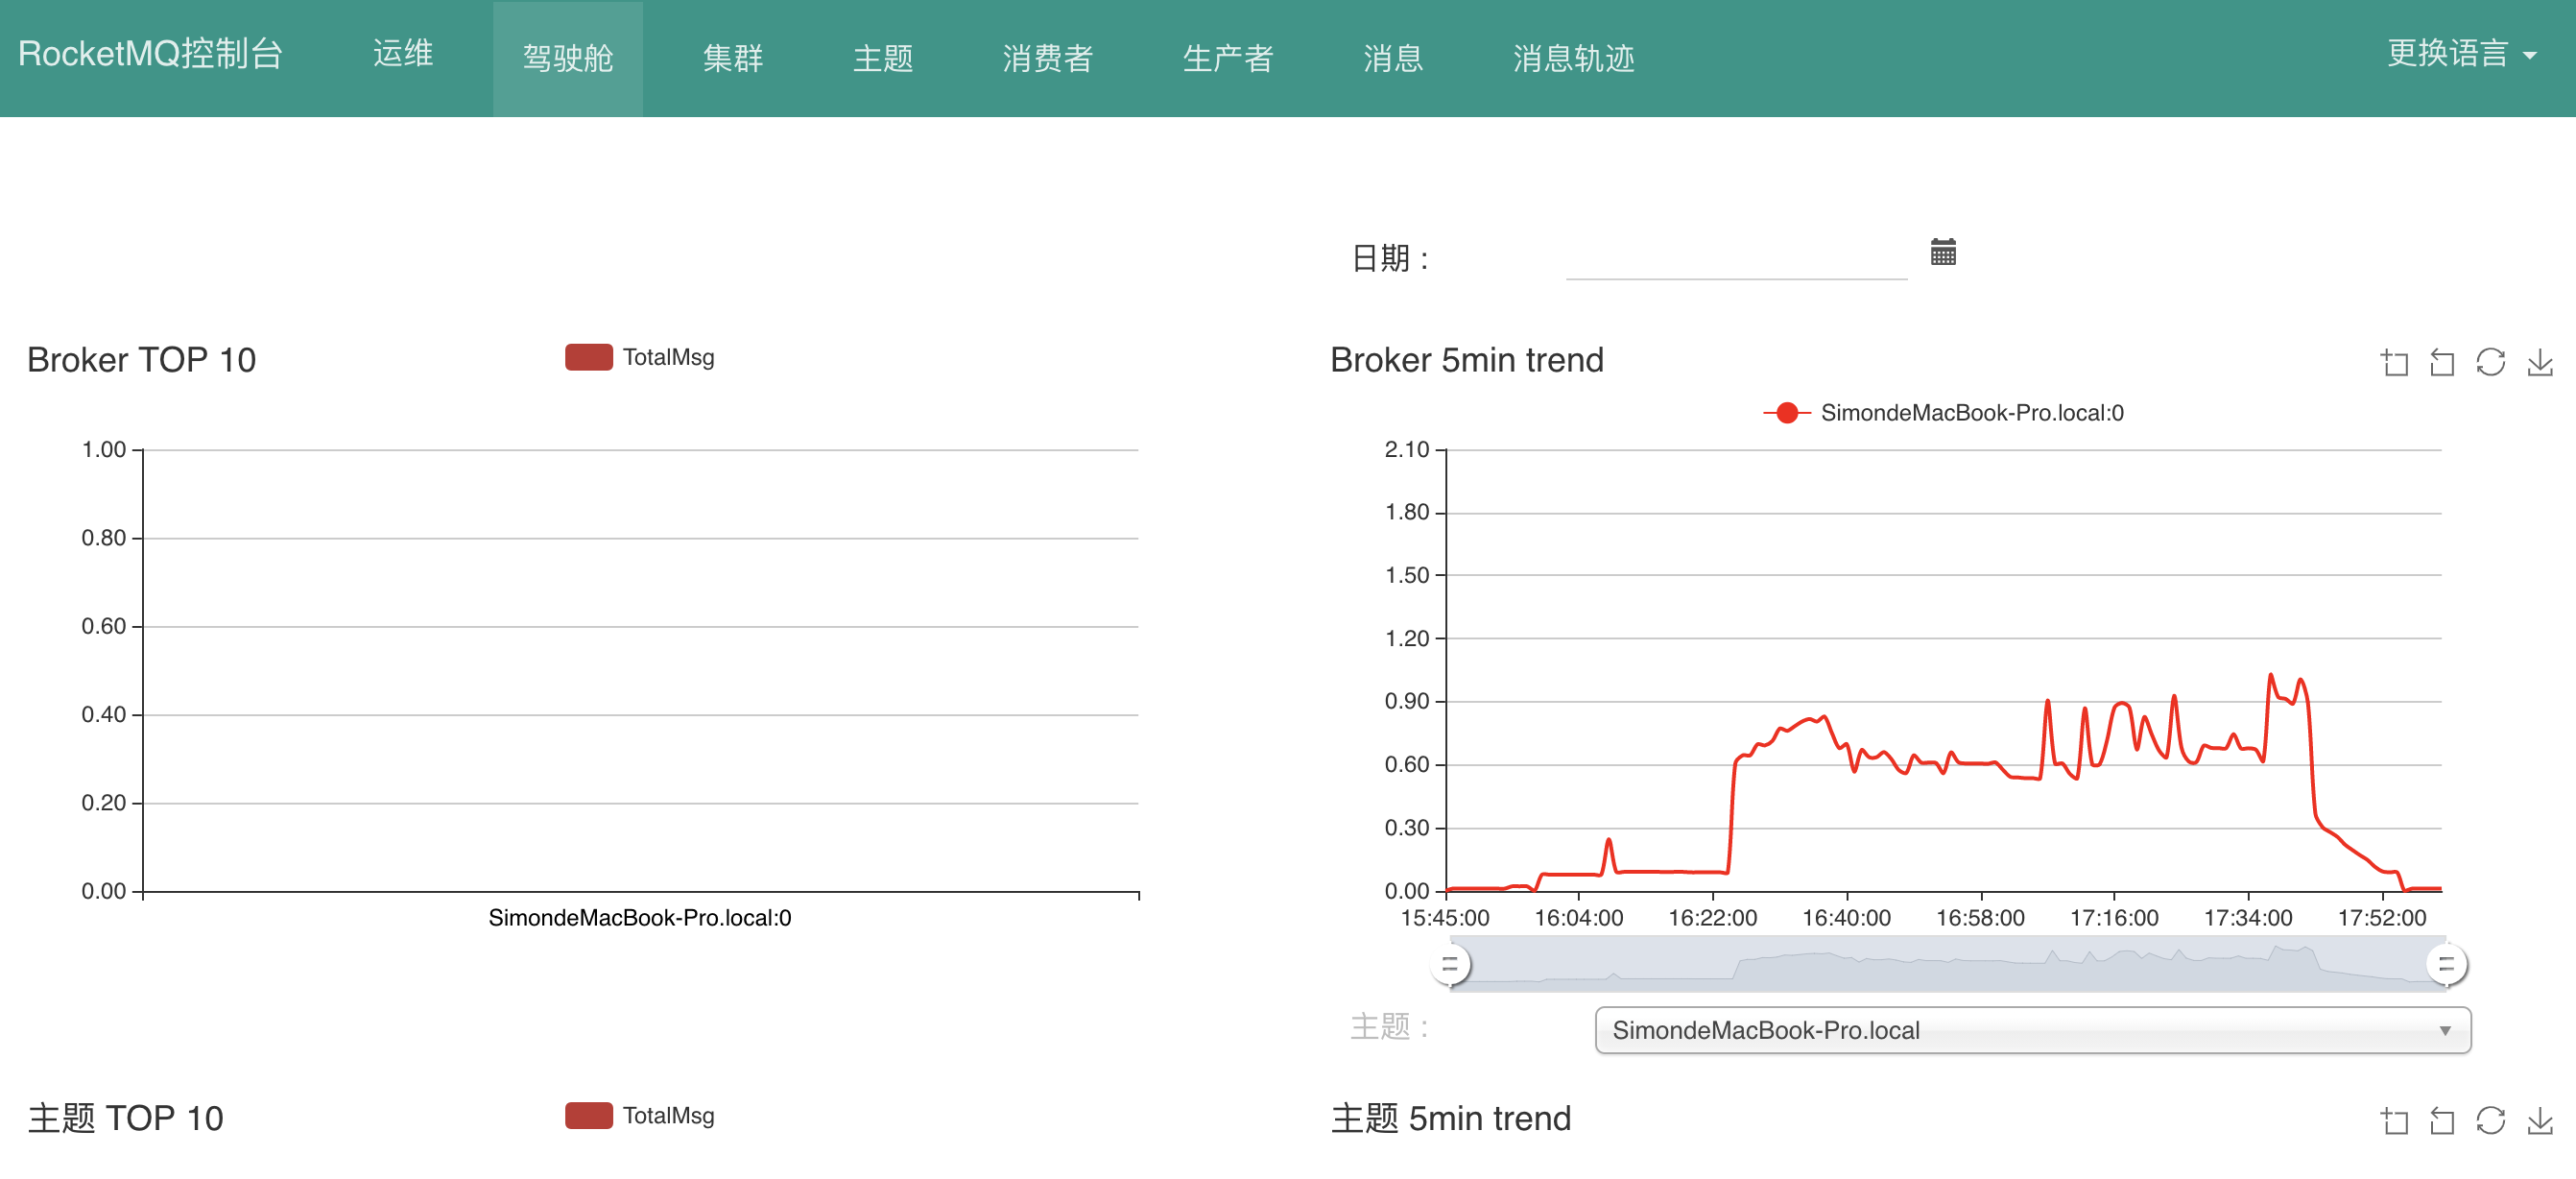 RocketMQ控制台 运维 驾驶舱 集群 主题 消费者 生产者 消息 消息轨迹 更换语言
日期：
Broker TOP 10
TotalMsg
1.00
0.80
0.60
0.40
0.20
0.00
SimondeMacBook-Pro.local:0
Broker 5min trend
SimondeMacBook-Pro.local:0
2.10
1.80
1.50
1.20
0.90
0.60
0.30
0.00
15:45:00 16:04:00 16:22:00 16:40:00 16:58:00 17:16:00 17:34:00 17:52:00
主题：
SimondeMacBook-Pro.local
主题 TOP 10
TotalMsg
主题 5min trend